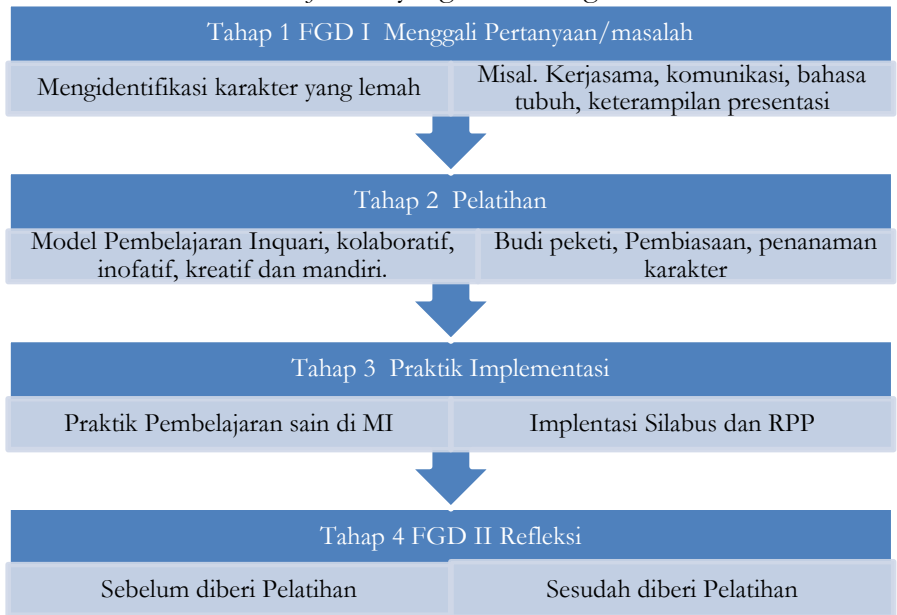 Tahap 1 FGD I Menggali Pertanyaan/masalah
Mengidentifikasi karakter yang lemah
Misal. Kerjasama, komunikasi, bahasa
tubuh, keterampilan presentasi
Tahap 2 Pelatihan
Model Pembelajaran Inquari, kolaboratif,
inofatif, kreatif dan mandiri.
Budi peketi, Pembiasaan, penanaman
karakter
Tahap 3 Praktik Implementasi
Praktik Pembelajaran sain di MI
Implentasi Silabus dan RPP
Tahap 4 FGD II Refleksi
Sebelum diberi Pelatihan
Sesudah diberi Pelatihan